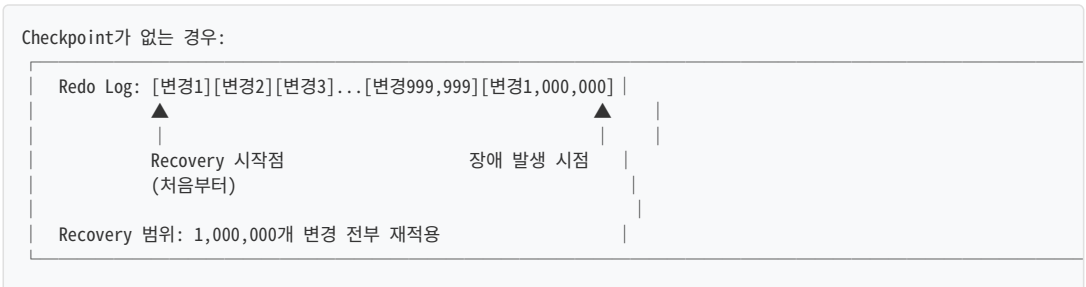 Checkpoint가 없는 경우:
Redo Log: [변경1][변경2][변경3]...[변경999,999][변경1,000,000]
▲ ▲
Recovery 시작점 장애 발생 시점
(처음부터)
Recovery 범위: 1,000,000개 변경 전부 재적용